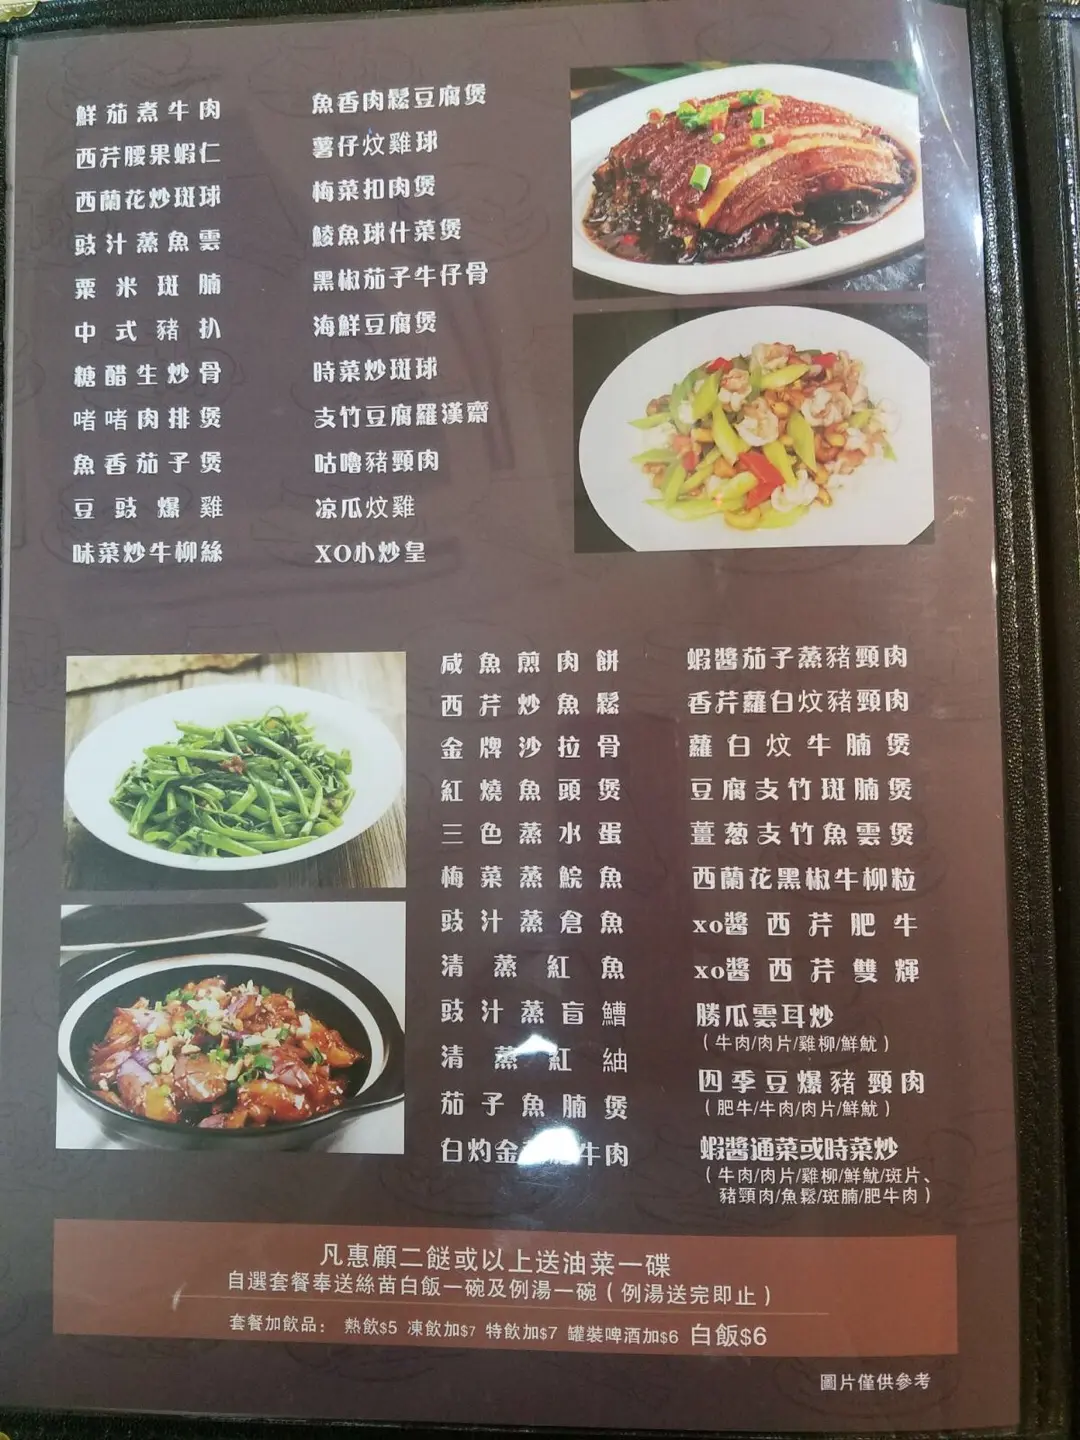 鮮茄煮牛肉
西芹腰果蝦仁
西蘭花炒斑球
豉汁蒸魚雲
粟米斑腩
中式豬扒
糖醋生炒骨
啫啫肉排煲
魚香茄子煲
豆豉爆雞
味菜炒牛柳絲
魚香肉鬆豆腐煲
薯仔炆雞球
梅菜扣肉煲
鯪魚球什菜煲
黑椒茄子牛仔骨
海鮮豆腐煲
時菜炒斑球
支竹豆腐羅漢齋
咕嚕豬頸肉
凉瓜炆雞
XO小炒皇
咸魚煎肉餅
西芹炒魚鬆
金牌沙拉骨
紅燒魚頭煲
三色蒸水蛋
梅菜蒸鯇魚
豉汁蒸倉魚
清蒸紅魚
豉汁蒸盲鰽
清蒸紅䱂
茄子魚腩煲
白灼金牛肉
蝦醬茄子蒸豬頸肉
香芹蘿白炆豬頸肉
蘿白炆牛腩煲
豆腐支竹斑腩煲
薑葱支竹魚雲煲
西蘭花黑椒牛柳粒
xo醬西芹肥牛
xo醬西芹雙輝
勝瓜雲耳炒
（牛肉/肉片/雞柳/鮮魷）
四季豆爆豬頸肉
（肥牛/牛肉/肉片/鮮魷）
蝦醬通菜或時菜炒
（牛肉/肉片/雞柳/鮮魷/斑片、
豬頸肉/魚鬆/斑腩/肥牛肉）
凡惠顧二餸或以上送油菜一碟
自選套餐奉送絲苗白飯一碗及例湯一碗（例湯送完即止）
套餐加飲品： 熱飲$5 凍飲加$7 特飲加$7 罐裝啤酒加$6 白飯$6
圖片僅供參考